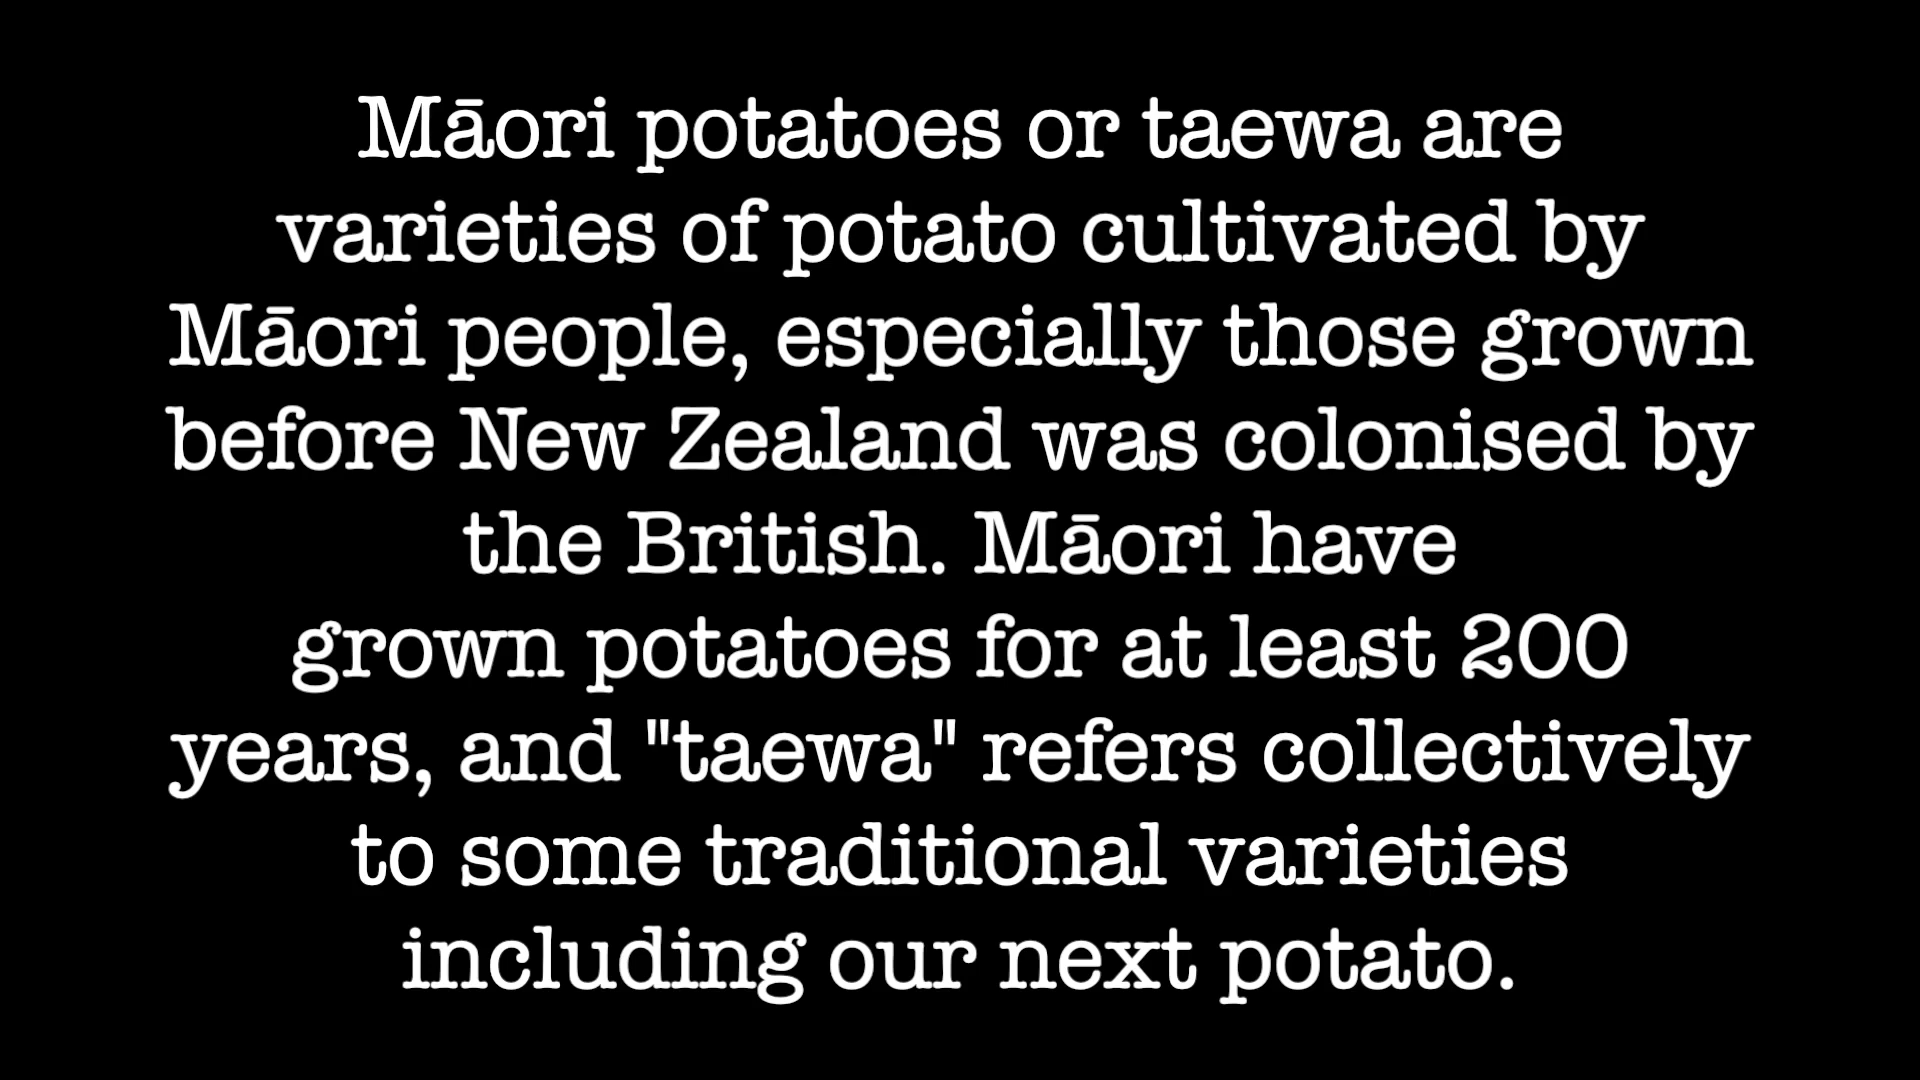 Māori potatoes or taewa are
varieties of potato cultivated by
Māori people, especially those grown
before New Zealand was colonised by
the British. Māori have
grown potatoes for at least 200
years, and "taewa" refers collectively
to some traditional varieties
including our next potato.